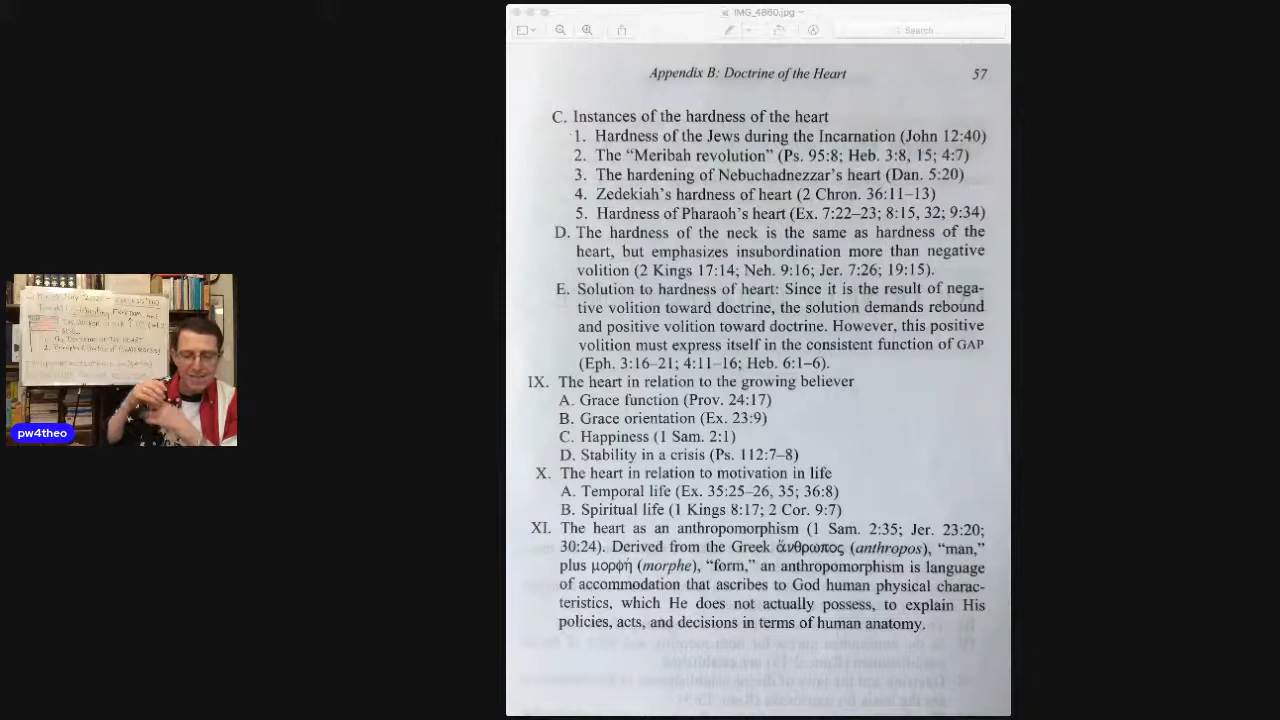 IMG_4860.jpg
Search
Appendix B: Doctrine of the Heart 57
C. Instances of the hardness of the heart
1. Hardness of the Jews during the Incarnation (John 12:40)
2. The “Meribah revolution” (Ps. 95:8; Heb. 3:8, 15; 4:7)
3. The hardening of Nebuchadnezzar’s heart (Dan. 5:20)
4. Zedekiah’s hardness of heart (2 Chron. 36:11–13)
5. Hardness of Pharaoh’s heart (Ex. 7:22–23; 8:15, 32; 9:34)
D. The hardness of the neck is the same as hardness of the
heart, but emphasizes insubordination more than negative
volition (2 Kings 17:14; Neh. 9:16; Jer. 7:26; 19:15).
E. Solution to hardness of heart: Since it is the result of nega-
tive volition toward doctrine, the solution demands rebound
and positive volition toward doctrine. However, this positive
volition must express itself in the consistent function of GAP
(Eph. 3:16–21; 4:11–16; Heb. 6:1–6).
IX. The heart in relation to the growing believer
A. Grace function (Prov. 24:17)
B. Grace orientation (Ex. 23:9)
C. Happiness (1 Sam. 2:1)
D. Stability in a crisis (Ps. 112:7–8)
X. The heart in relation to motivation in life
A. Temporal life (Ex. 35:25–26, 35; 36:8)
B. Spiritual life (1 Kings 8:17; 2 Cor. 9:7)
XI. The heart as an anthropomorphism (1 Sam. 2:35; Jer. 23:20;
30:24). Derived from the Greek ἄνθρωπος (anthropos), “man,”
plus μορφή (morphe), “form,” an anthropomorphism is language
of accommodation that ascribes to God human physical charac-
teristics, which He does not actually possess, to explain His
policies, acts, and decisions in terms of human anatomy.
THE DOCTRINE OF THE HEART
pw4theo